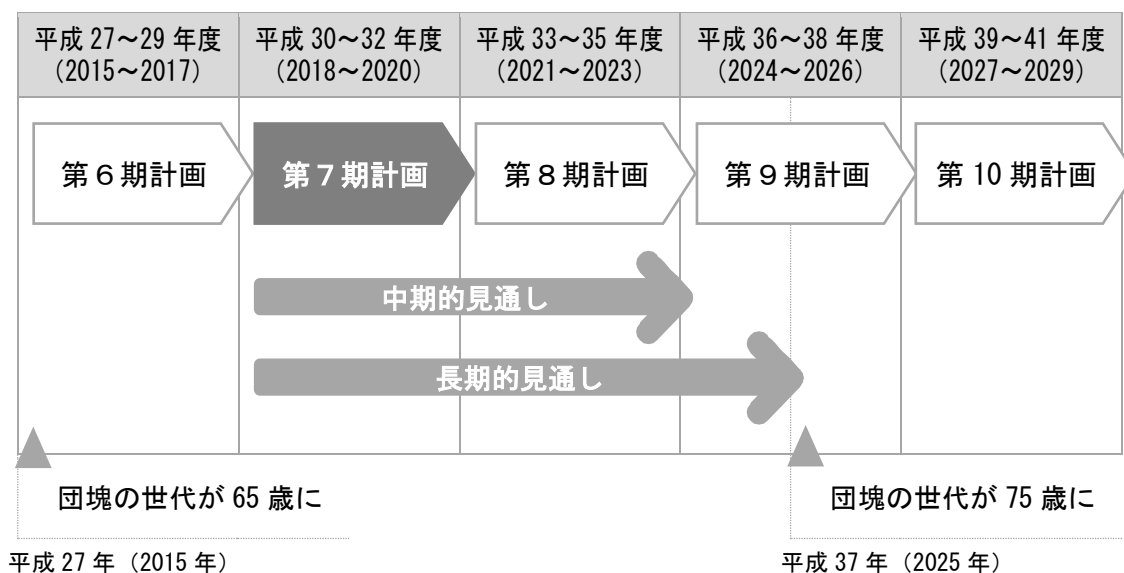 平成 27～29 年度
（2015～2017）
平成 30～32 年度
（2018～2020）
平成 33～35 年度
（2021～2023）
平成 36～38 年度
（2024～2026）
平成 39～41 年度
（2027～2029）
第６期計画
第７期計画
第８期計画
第９期計画
第 10 期計画
中期的見通し
長期的見通し
団塊の世代が 65 歳に
団塊の世代が 75 歳に
平成 27 年（2015 年）
平成 37 年（2025 年）